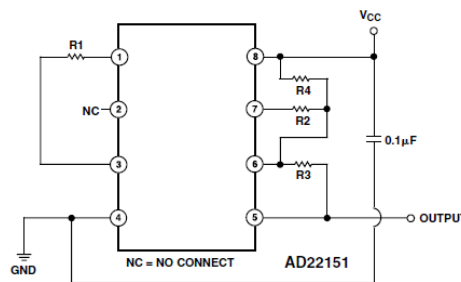 V_CC
R1
1
8
R4
NC
2
7
R2
0.1μF
3
6
R3
4
5
OUTPUT
GND
NC = NO CONNECT
AD22151